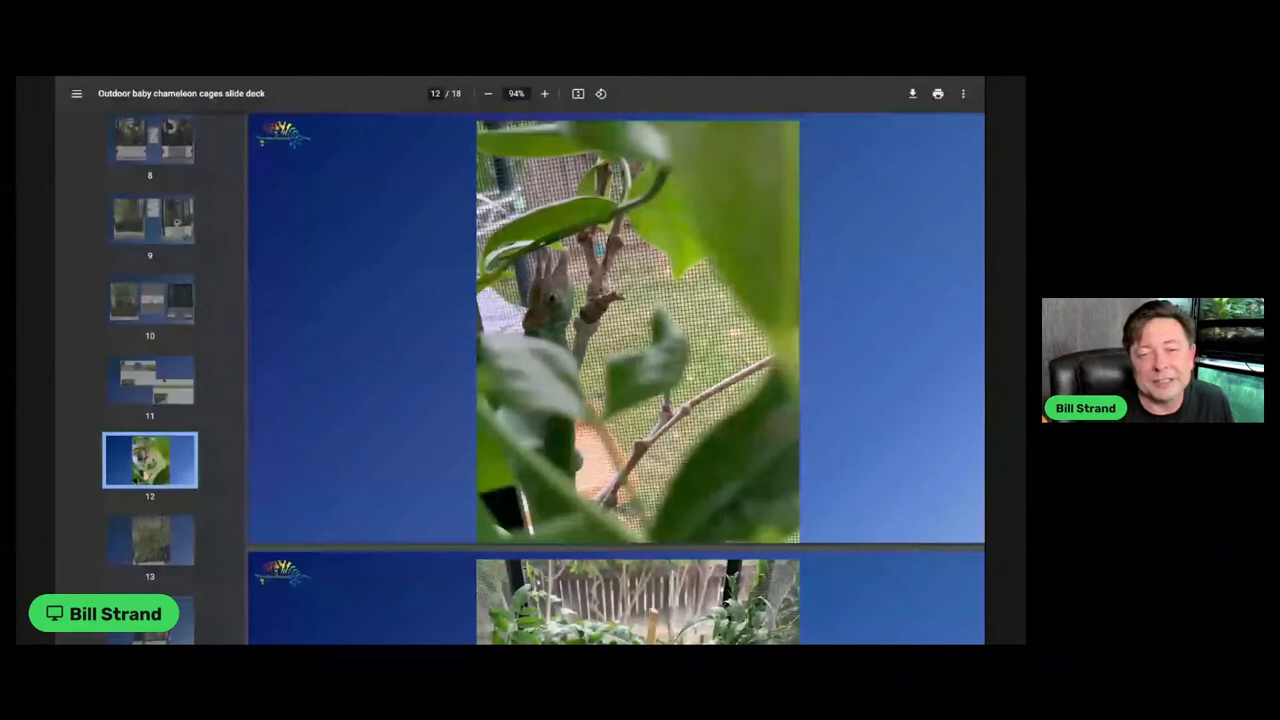 Outdoor baby chameleon cages slide deck
12 / 18
94%
8
9
10
11
12
13
Bill Strand
Bill Strand